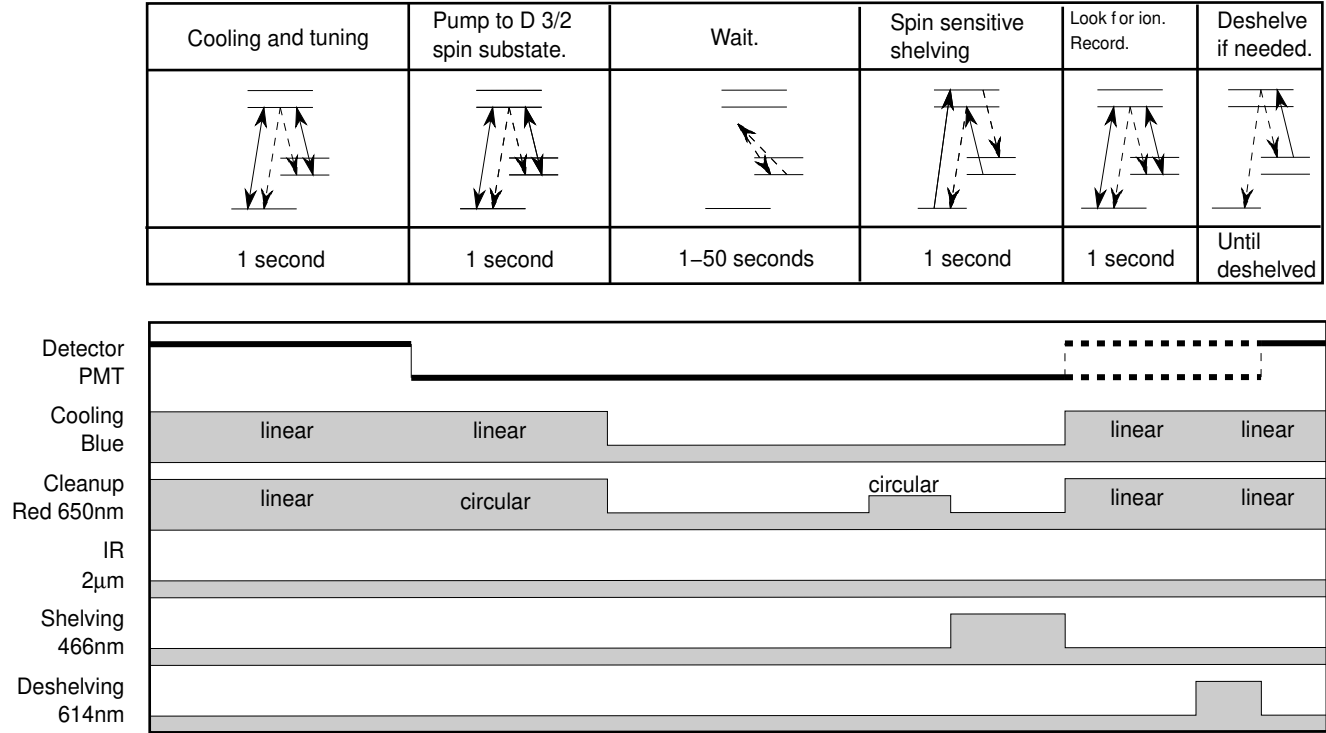 Cooling and tuning
Pump to D 3/2
spin substate.
Wait.
Spin sensitive
shelving
Look for ion.
Record.
Deshelve
if needed.
1 second
1 second
1−50 seconds
1 second
1 second
Until
deshelved
Detector
PMT
Cooling
Blue
linear
linear
linear
linear
Cleanup
Red 650nm
linear
circular
circular
linear
linear
IR
2μm
Shelving
466nm
Deshelving
614nm